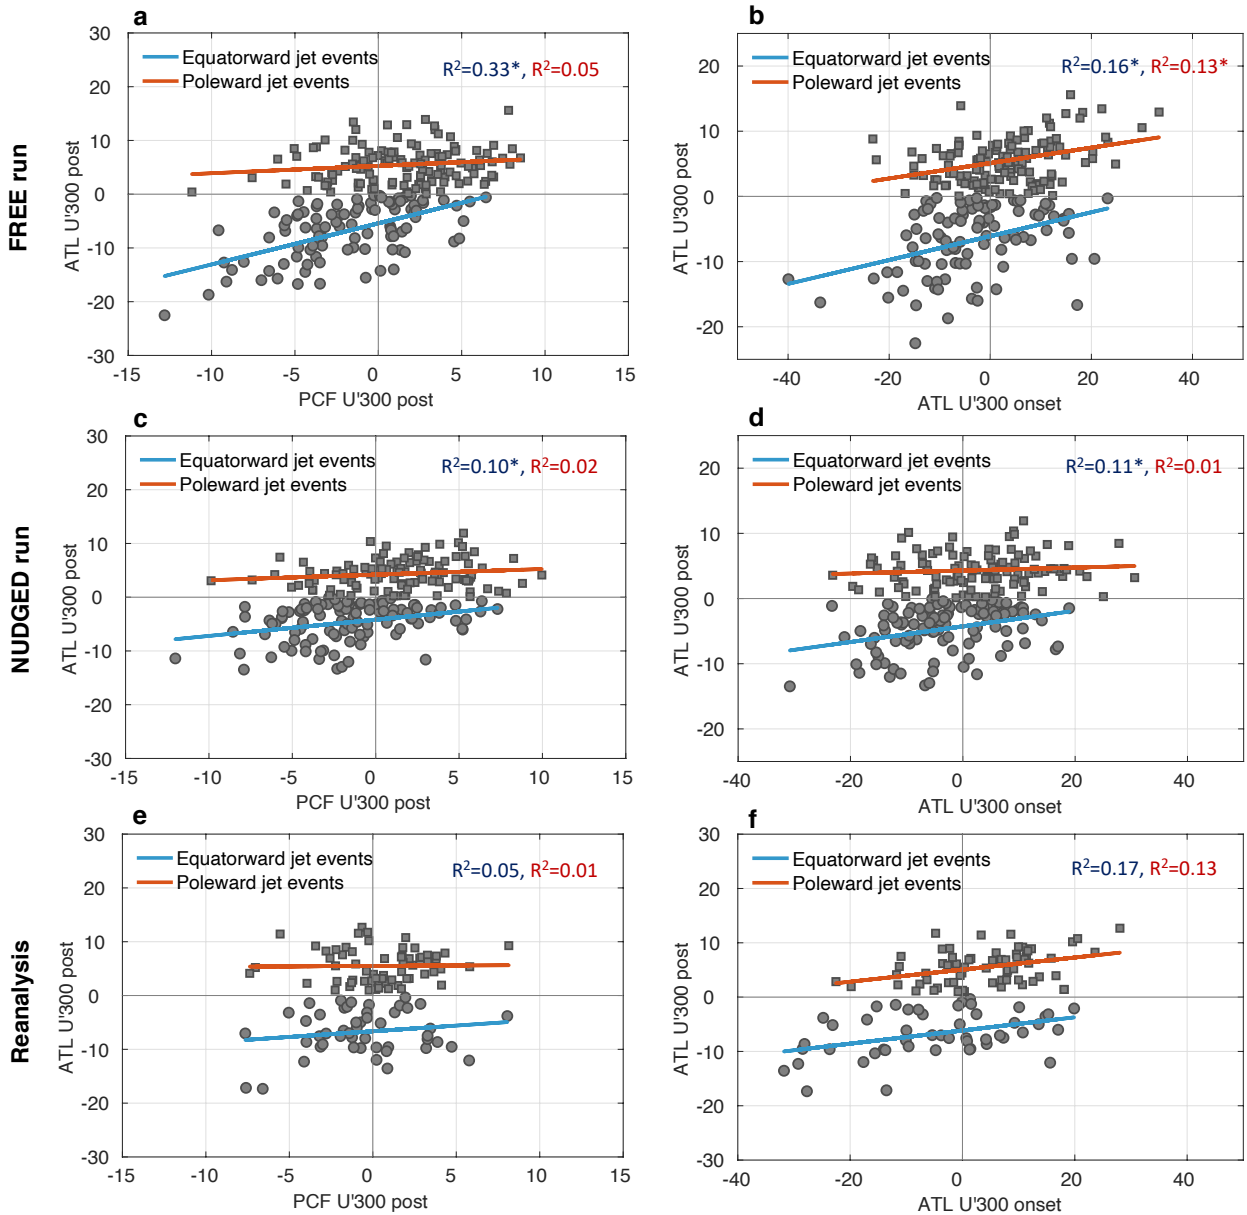 a
FREE run
Equatorward jet events
Poleward jet events
R²=0.33*, R²=0.05
30
20
10
0
-10
-20
-30
ATL U'300 post
-15 -10 -5 0 5 10 15
PCF U'300 post
b
Equatorward jet events
Poleward jet events
R²=0.16*, R²=0.13*
20
10
0
-10
-20
ATL U'300 post
-40 -20 0 20 40
ATL U'300 onset
c
NUDGED run
Equatorward jet events
Poleward jet events
R²=0.10*, R²=0.02
30
20
10
0
-10
-20
-30
ATL U'300 post
-15 -10 -5 0 5 10 15
PCF U'300 post
d
Equatorward jet events
Poleward jet events
R²=0.11*, R²=0.01
20
10
0
-10
-20
ATL U'300 post
-40 -20 0 20 40
ATL U'300 onset
e
Reanalysis
Equatorward jet events
Poleward jet events
R²=0.05, R²=0.01
30
20
10
0
-10
-20
-30
ATL U'300 post
-15 -10 -5 0 5 10 15
PCF U'300 post
f
Equatorward jet events
Poleward jet events
R²=0.17, R²=0.13
30
20
10
0
-10
-20
-30
ATL U'300 post
-40 -20 0 20 40
ATL U'300 onset